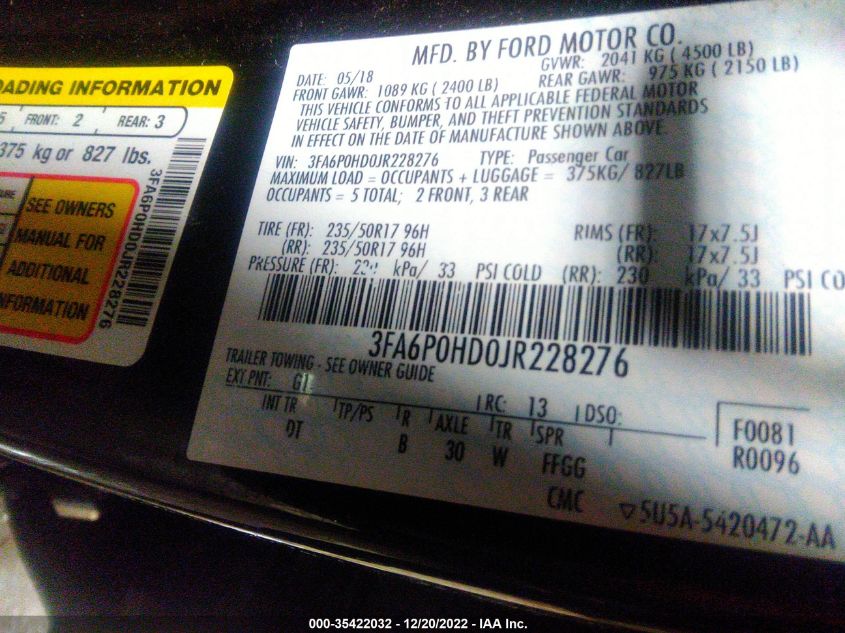 OADING INFORMATION
5 FRONT: 2 REAR: 3
375 kg or 827 lbs.
SEE OWNERS
MANUAL FOR
ADDITIONAL
INFORMATION
3FA6P0HD0JR228276
MFD. BY FORD MOTOR CO.
DATE: 05/18 GVWR: 2041 KG ( 4500 LB)
FRONT GAWR: 1089 KG ( 2400 LB) REAR GAWR: 975 KG ( 2150 LB)
THIS VEHICLE CONFORMS TO ALL APPLICABLE FEDERAL MOTOR
VEHICLE SAFETY, BUMPER, AND THEFT PREVENTION STANDARDS
IN EFFECT ON THE DATE OF MANUFACTURE SHOWN ABOVE.
VIN: 3FA6P0HD0JR228276 TYPE: Passenger Car
MAXIMUM LOAD = OCCUPANTS + LUGGAGE = 375KG/ 827LB
OCCUPANTS = 5 TOTAL; 2 FRONT, 3 REAR
TIRE (FR): 235/50R17 96H RIMS (FR): 17x7.5J
(RR): 235/50R17 96H (RR): 17x7.5J
PRESSURE (FR): kPa/ 33 PSI COLD (RR): 230 kPa/ 33 PSI CO
3FA6P0HD0JR228276
TRAILER TOWING - SEE OWNER GUIDE
EXT PNT: G1 RC: 13 DSO:
INT TR TP/PS R AXLE TR SPR
DT B 30 W FFGG
CMC
F0081
R0096
▽5U5A-5420472-AA
000-35422032 - 12/20/2022 - IAA Inc.